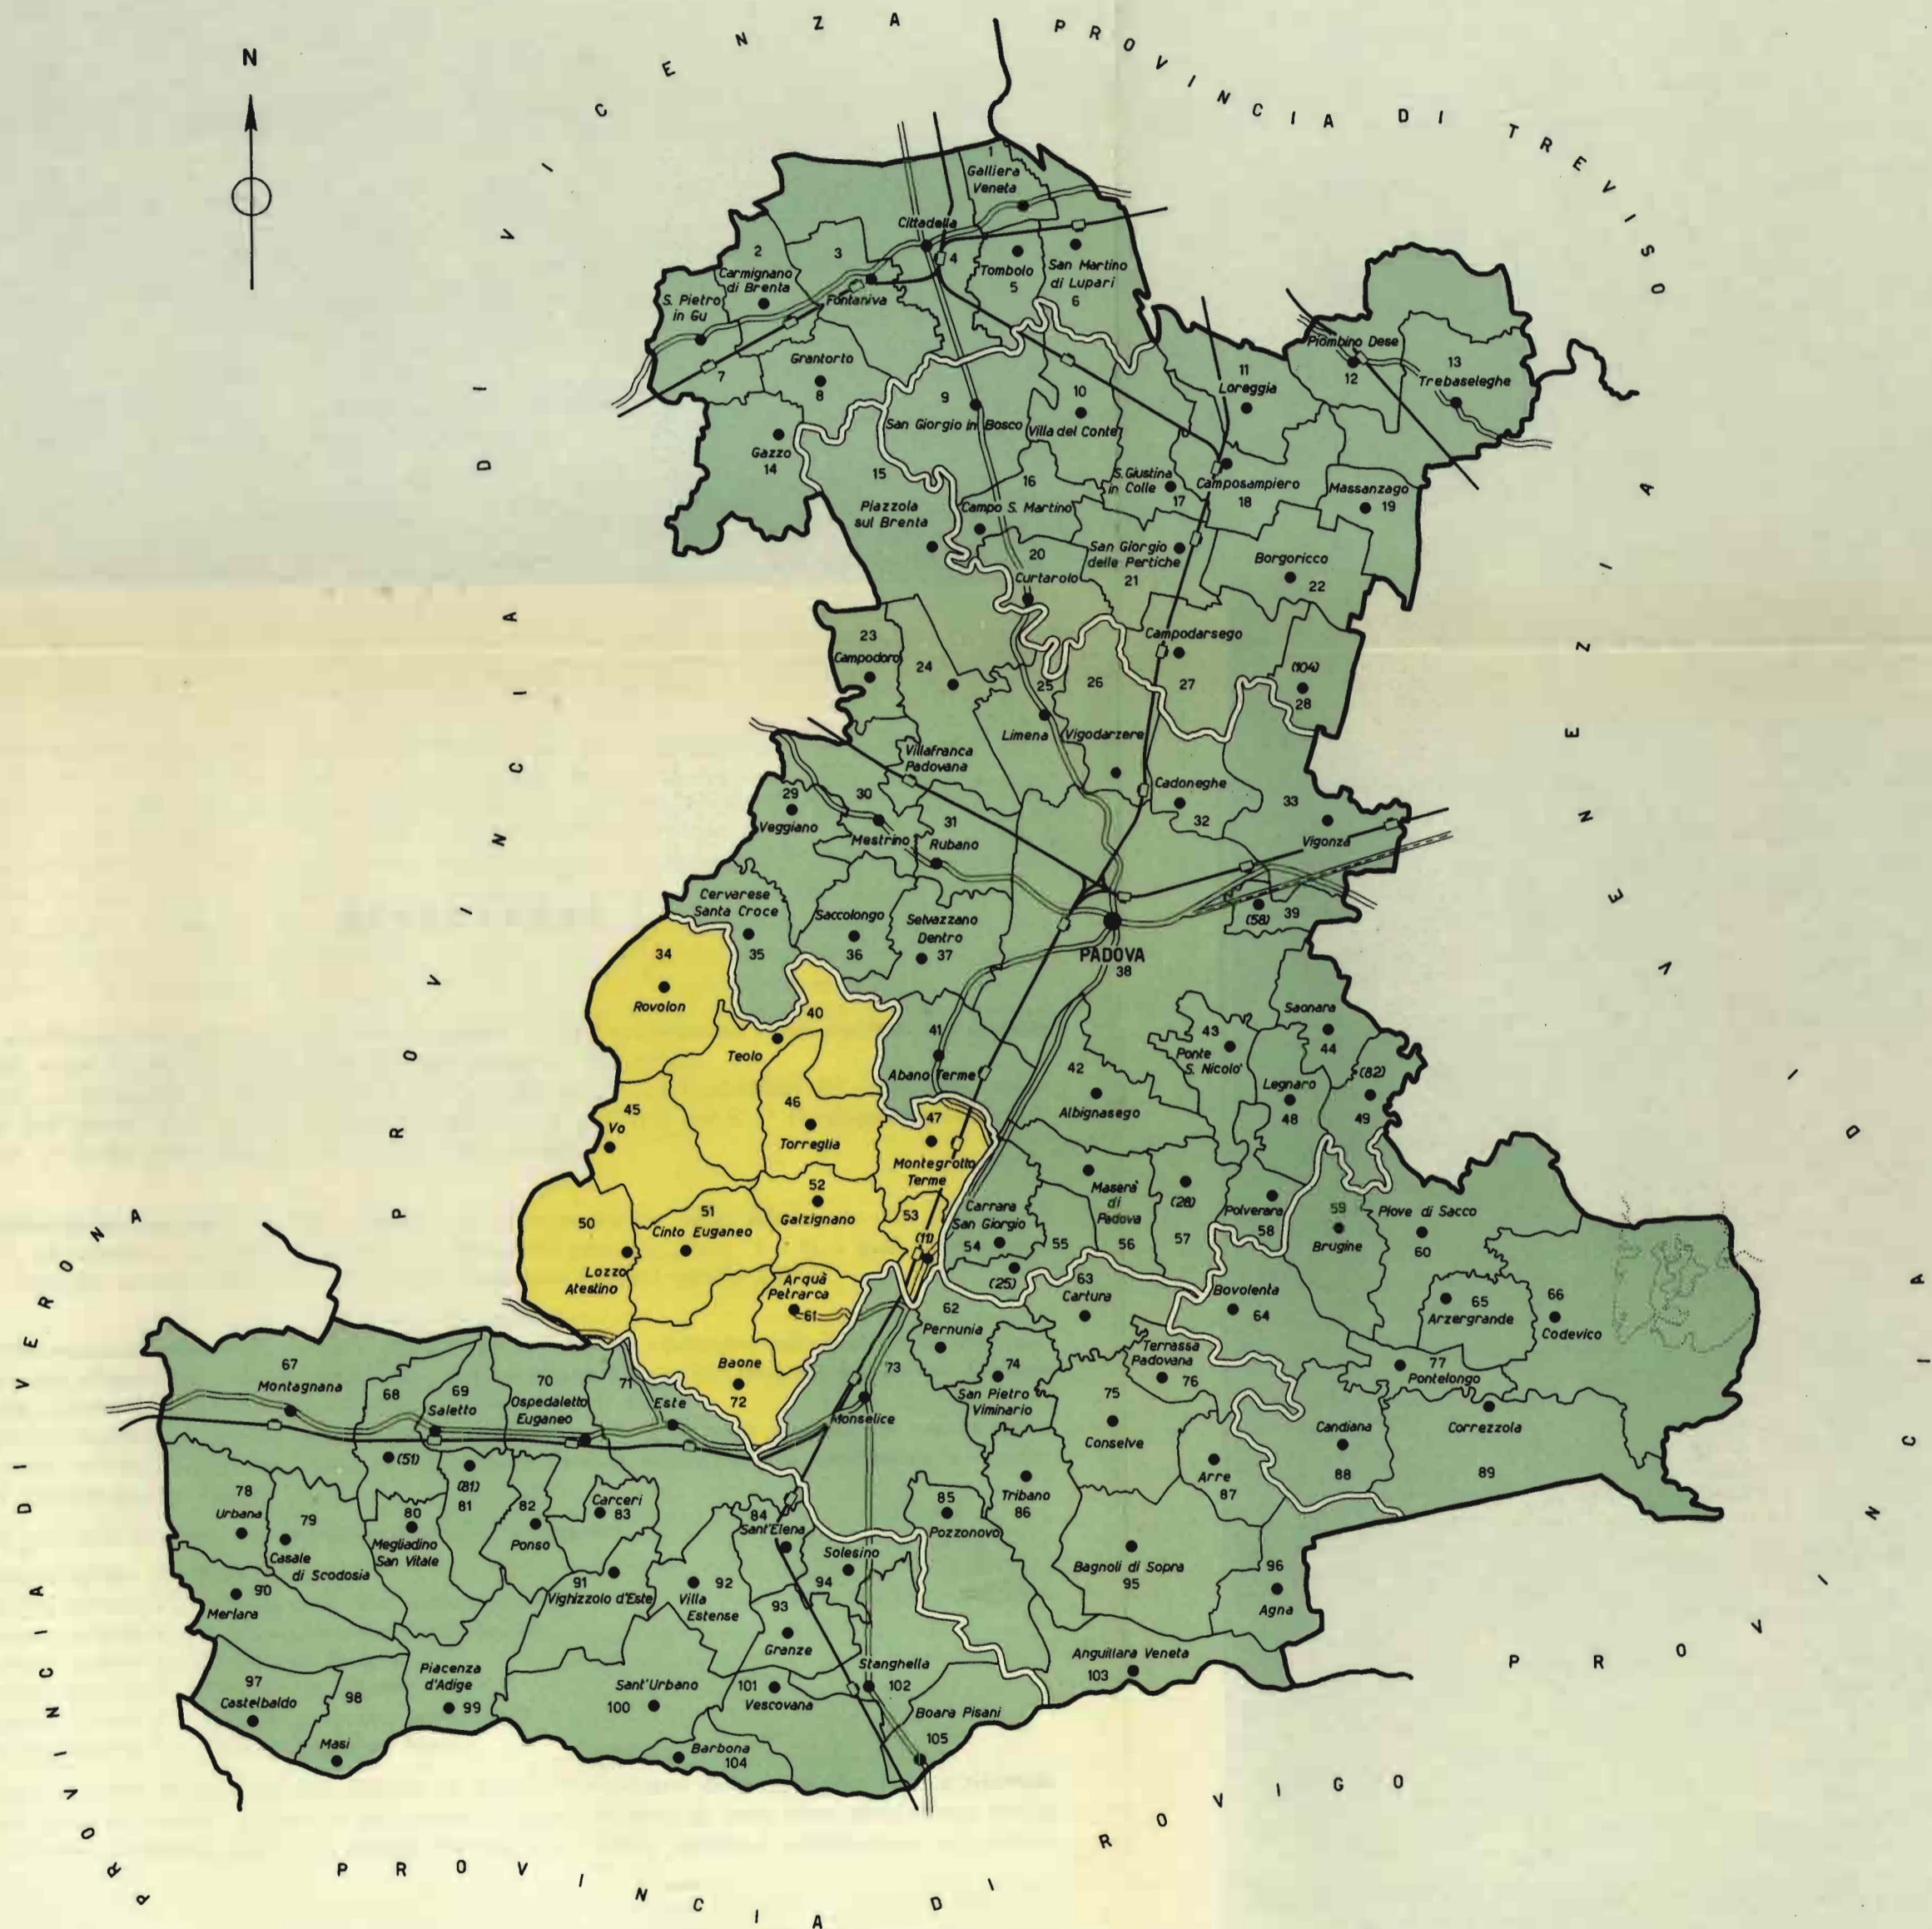 N
PROVINCIA DI VICENZA
PROVINCIA DI TREVISO
1
Galliera
Veneta
Cittadella
2
Carmignano
di Brenta
3
Fontaniva
4
Tombolo
5
San Martino
di Lupari
6
S. Pietro
in Gu
7
Grantorto
8
9
San Giorgio in Bosco
10
Villa del Conte
11
Loreggia
Piombino Dese
12
13
Trebaseleghe
Gazzo
14
15
Piazzola
sul Brenta
16
Campo S. Martino
S. Giustina
in Colle
17
Camposampiero
18
Massanzago
19
20
Curtarolo
San Giorgio
delle Pertiche
21
Borgoricco
22
23
Campodoro
24
Villafranca
Padovana
25
Limena
26
Vigodarzere
Campodarsego
27
(104)
28
29
Veggiano
30
Mestrino
31
Rubano
Cadoneghe
32
33
Vigonza
34
Rovolon
Cervarese
Santa Croce
35
Saccolongo
36
Selvazzano
Dentro
37
PADOVA
38
(58)
39
40
Teolo
41
Abano Terme
42
Albignasego
43
Ponte
S. Nicolo'
Saonara
44
45
Vo
46
Torreglia
47
Montegrotto
Terme
Legnaro
48
(82)
49
50
Lozzo
Atestino
51
Cinto Euganeo
52
Galzignano
53
(11)
Carrara
San Giorgio
54
55
(25)
Maserà
di
Padova
56
(28)
57
Polverara
58
59
Brugine
Piove di Sacco
60
Arquà
Petrarca
61
62
Pernunia
63
Cartura
Bovolenta
64
65
Arzergrande
66
Codevico
67
Montagnana
68
(51)
69
Saletto
70
Ospedaletto
Euganeo
71
Este
Baone
72
73
Monselice
74
San Pietro
Viminario
75
Conselve
Terrassa
Padovana
76
77
Pontelongo
78
Urbana
79
Casale
di Scodosia
80
Megliadino
San Vitale
(81)
81
82
Ponso
Carceri
83
84
Sant'Elena
85
Pozzonovo
Tribano
86
Arre
87
Candiana
88
Correzzola
89
90
Merlara
91
Vighizzolo d'Este
92
Villa
Estense
93
Granze
Solesino
94
Bagnoli di Sopra
95
96
Agna
97
Castelbaldo
98
Masi
Piacenza
d'Adige
99
Sant'Urbano
100
101
Vescovana
Stanghella
102
Anguillara Veneta
103
Barbona
104
Boara Pisani
105
PROVINCIA DI VENEZIA
PROVINCIA DI VERONA
PROVINCIA DI ROVIGO
PROVINCIA D